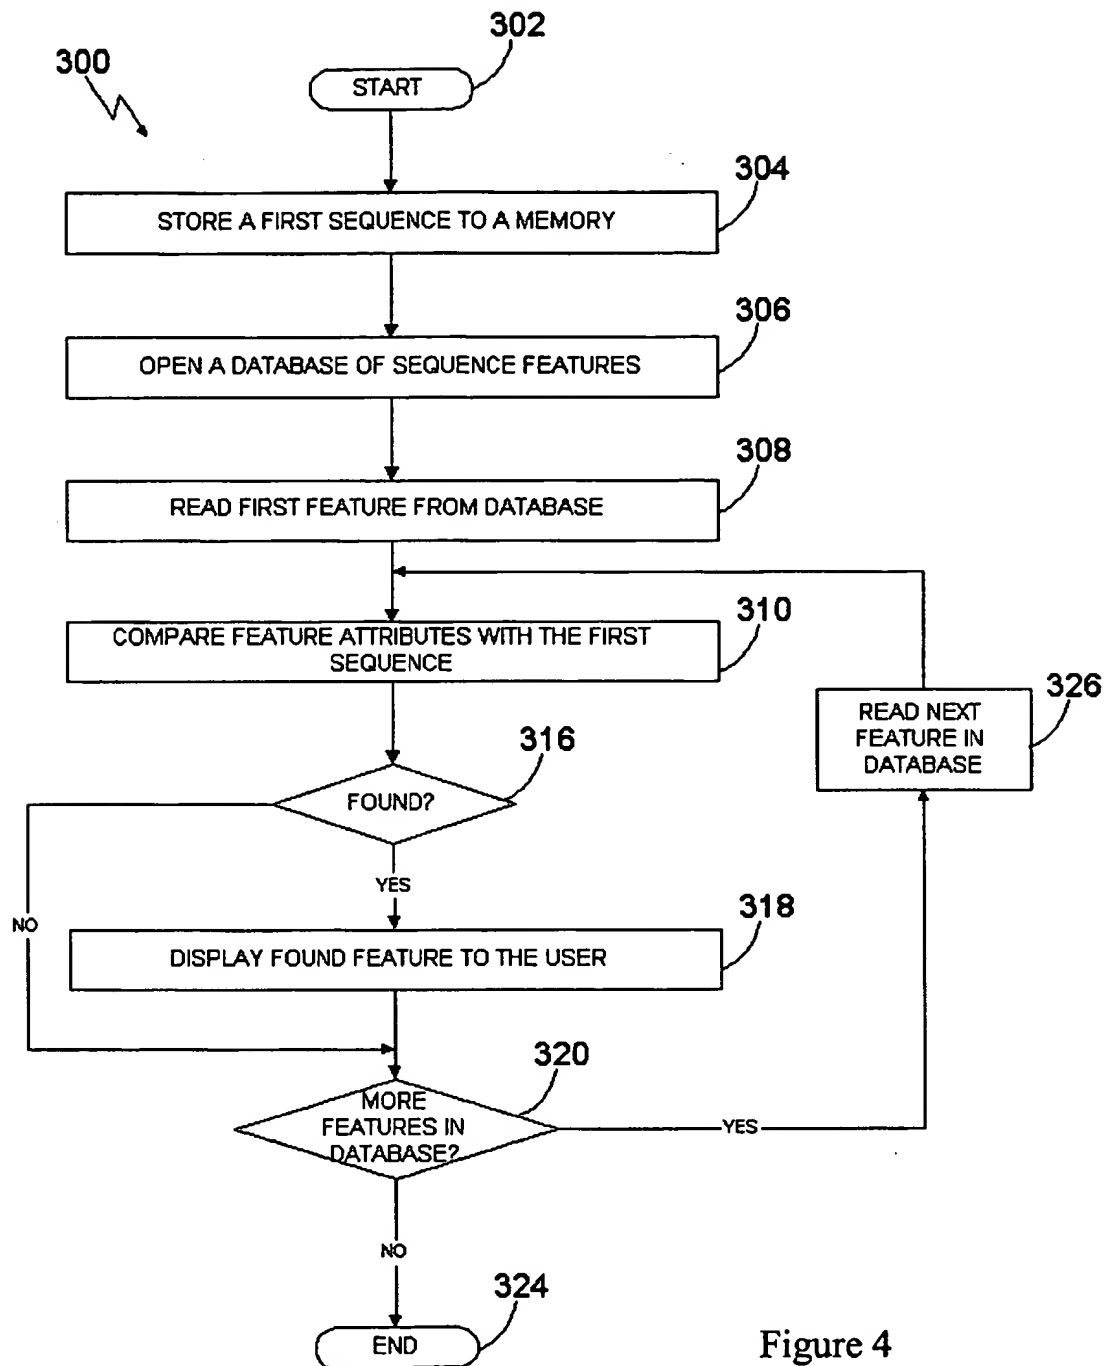 302
300
START
304
STORE A FIRST SEQUENCE TO A MEMORY
306
OPEN A DATABASE OF SEQUENCE FEATURES
308
READ FIRST FEATURE FROM DATABASE
310
COMPARE FEATURE ATTRIBUTES WITH THE FIRST
SEQUENCE
326
READ NEXT
FEATURE IN
DATABASE
316
FOUND?
YES
NO
318
DISPLAY FOUND FEATURE TO THE USER
320
MORE
FEATURES IN
DATABASE?
YES
NO
324
END
Figure 4